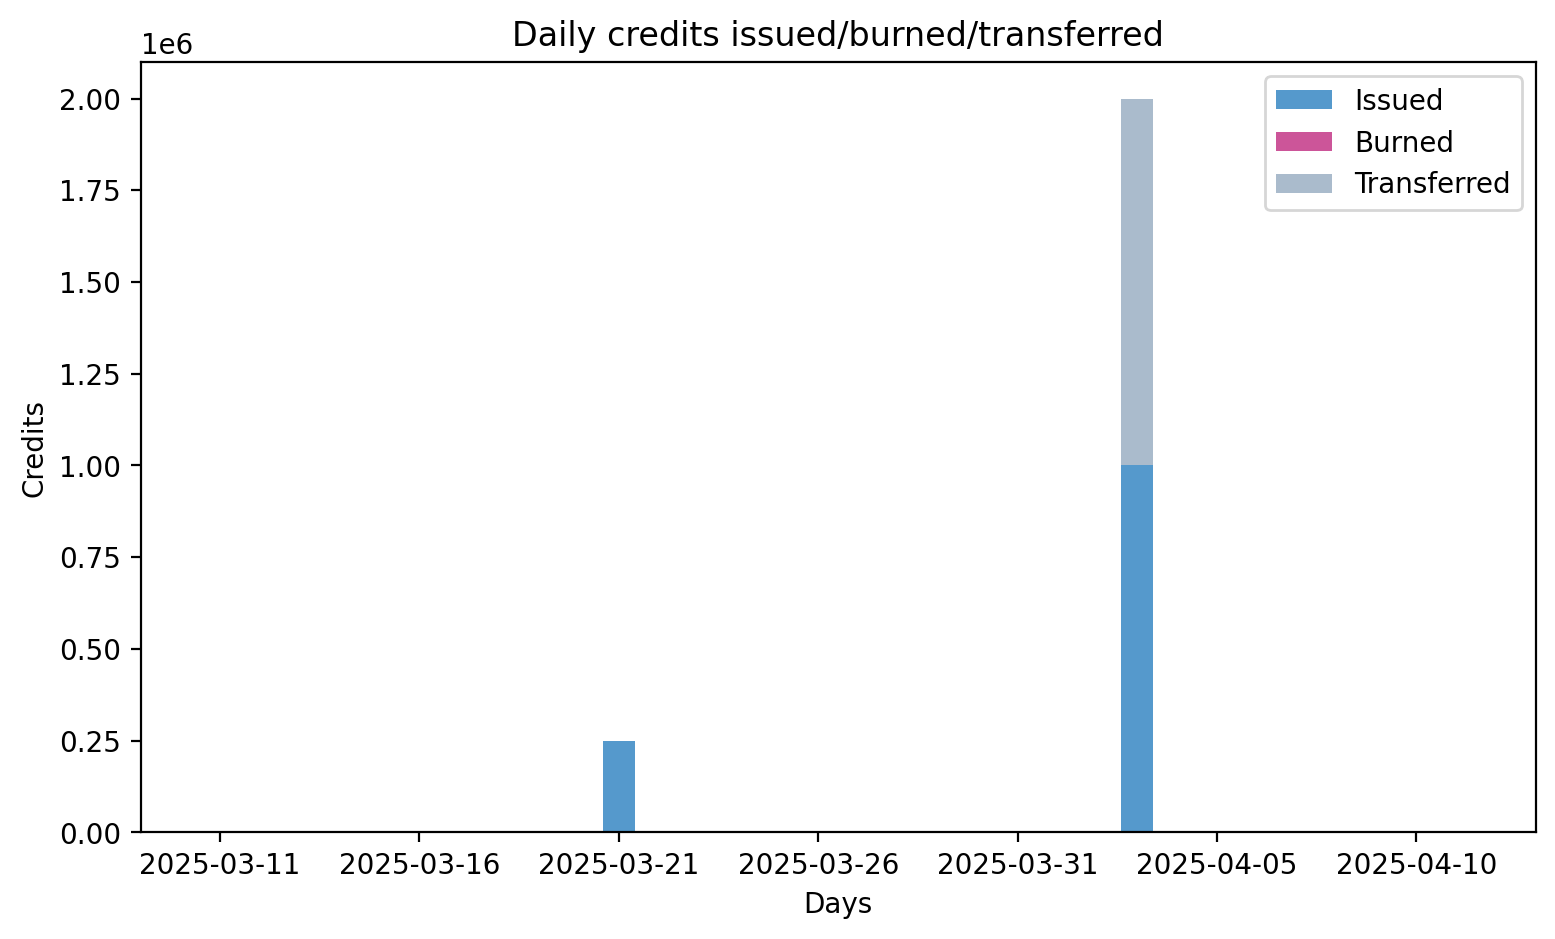 Daily credits issued/burned/transferred
1e6
2.00
1.75
1.50
1.25
1.00
0.75
0.50
0.25
0.00
Credits
Issued
Burned
Transferred
2025-03-11 2025-03-16 2025-03-21 2025-03-26 2025-03-31 2025-04-05 2025-04-10
Days